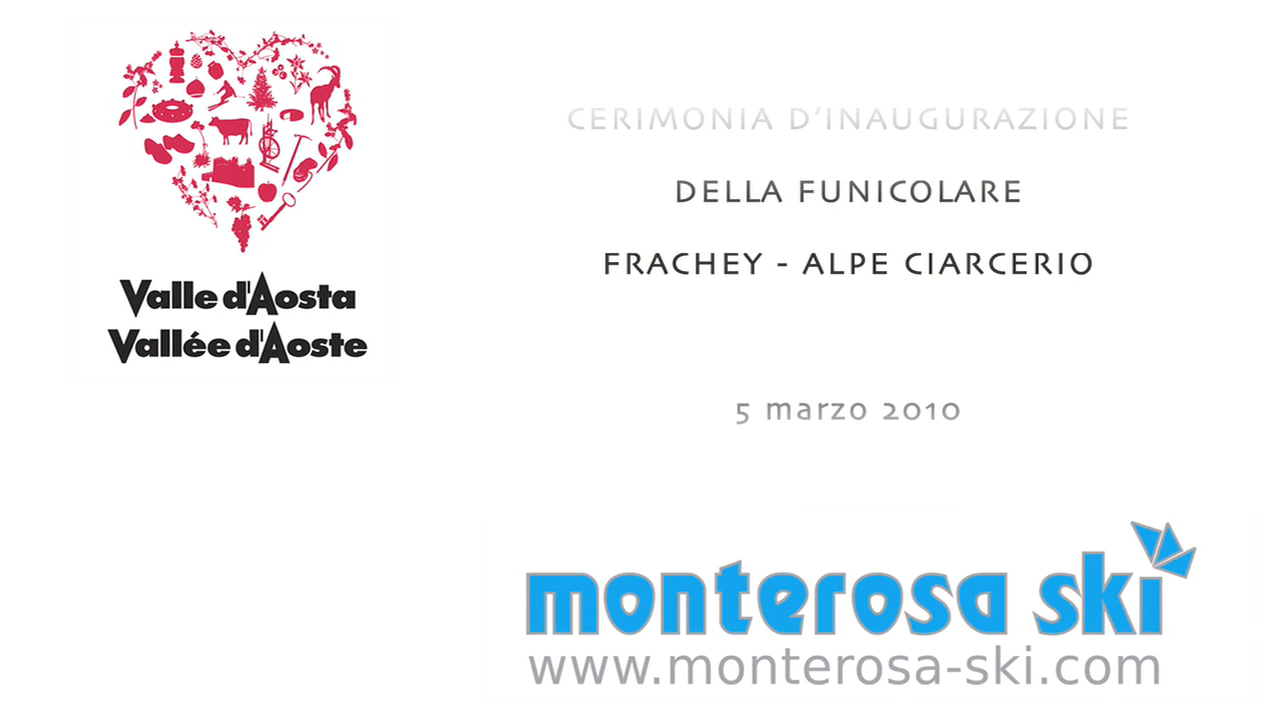 Valle d'Aosta
Vallée d'Aoste
CERIMONIA D'INAUGURAZIONE
DELLA FUNICOLARE
FRACHEY - ALPE CIARCERIO
5 marzo 2010
monterosa ski
www.monterosa-ski.com